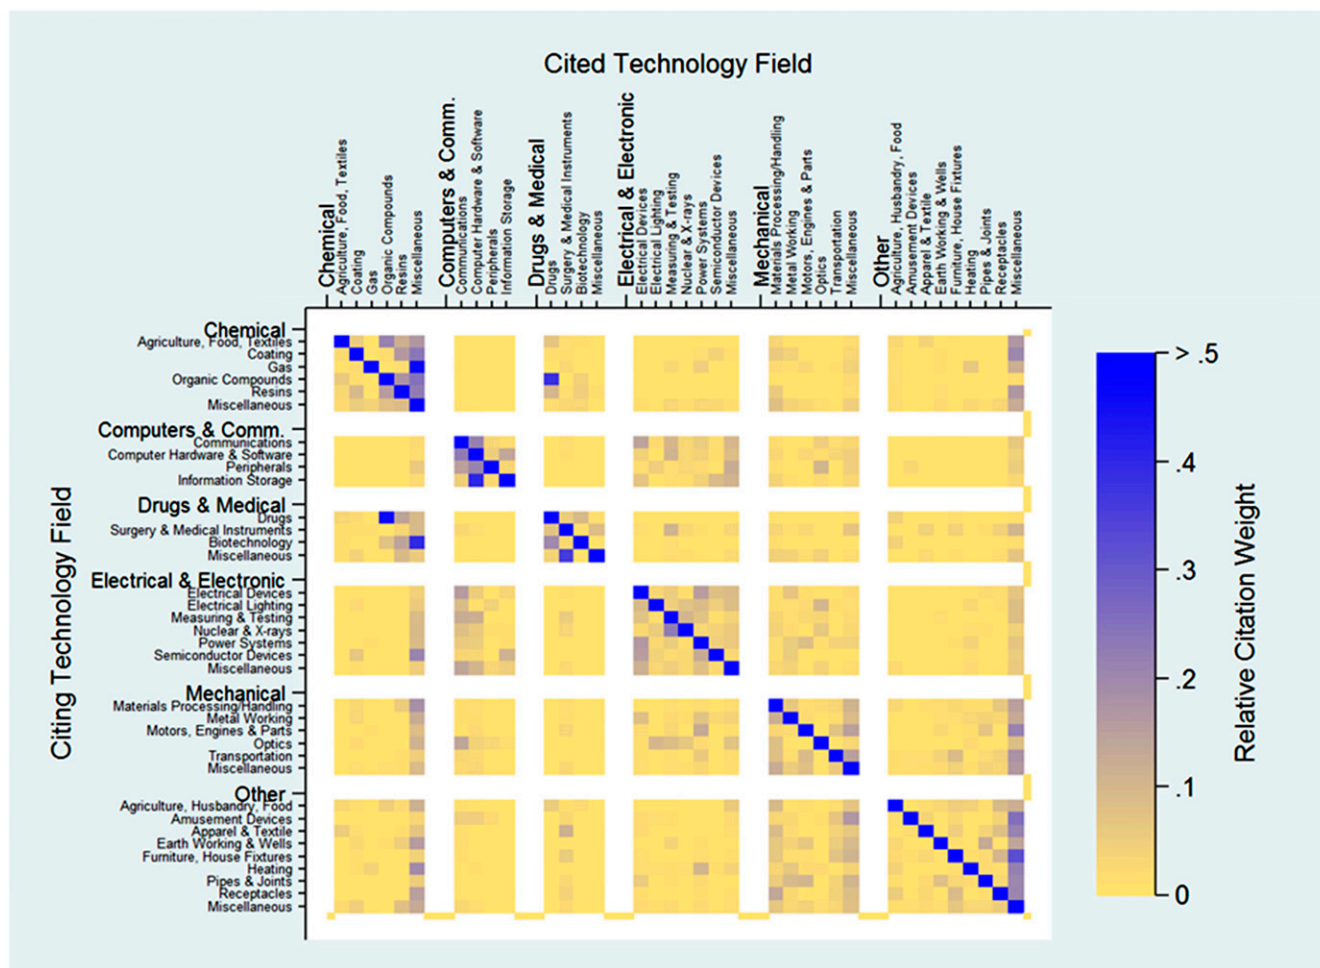 Cited Technology Field
Chemical
Agriculture, Food, Textiles
Coating
Gas
Organic Compounds
Resins
Miscellaneous
Computers & Comm.
Communications
Computer Hardware & Software
Peripherals
Information Storage
Drugs & Medical
Drugs
Surgery & Medical Instruments
Biotechnology
Miscellaneous
Electrical & Electronic
Electrical Devices
Electrical Lighting
Measuring & Testing
Nuclear & X-rays
Power Systems
Semiconductor Devices
Miscellaneous
Mechanical
Materials Processing/Handling
Metal Working
Motors, Engines & Parts
Optics
Transportation
Miscellaneous
Other
Agriculture, Husbandry, Food
Amusement Devices
Apparel & Textile
Earth Working & Wells
Furniture, House Fixtures
Heating
Pipes & Joints
Receptacles
Miscellaneous
Citing Technology Field
Chemical
Agriculture, Food, Textiles
Coating
Gas
Organic Compounds
Resins
Miscellaneous
Computers & Comm.
Communications
Computer Hardware & Software
Peripherals
Information Storage
Drugs & Medical
Drugs
Surgery & Medical Instruments
Biotechnology
Miscellaneous
Electrical & Electronic
Electrical Devices
Electrical Lighting
Measuring & Testing
Nuclear & X-rays
Power Systems
Semiconductor Devices
Miscellaneous
Mechanical
Materials Processing/Handling
Metal Working
Motors, Engines & Parts
Optics
Transportation
Miscellaneous
Other
Agriculture, Husbandry, Food
Amusement Devices
Apparel & Textile
Earth Working & Wells
Furniture, House Fixtures
Heating
Pipes & Joints
Receptacles
Miscellaneous
> .5
.4
.3
.2
.1
0
Relative Citation Weight